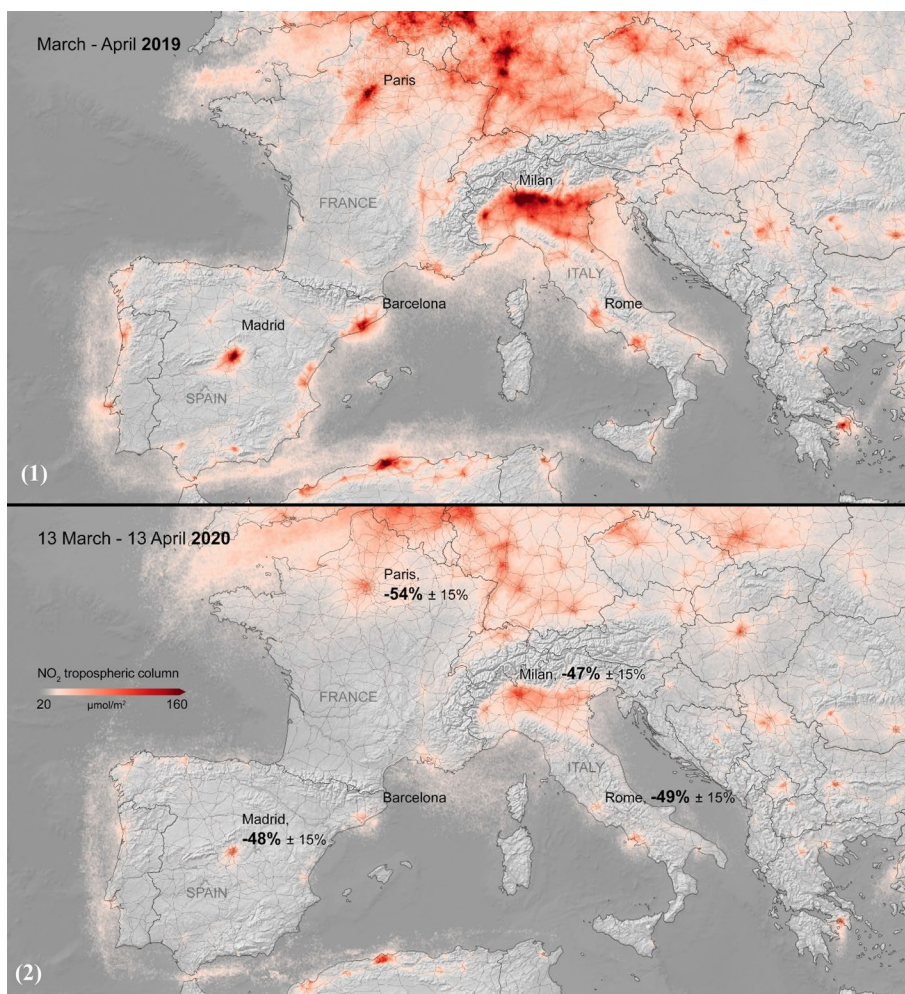 March - April 2019
Paris
Milan
FRANCE
ITALY
Barcelona
Rome
Madrid
SPAIN
(1)
13 March - 13 April 2020
Paris,
-54% ± 15%
NO₂ tropospheric column
20 160
µmol/m²
Milan, -47% ± 15%
FRANCE
ITALY
Barcelona
Rome, -49% ± 15%
Madrid,
-48% ± 15%
SPAIN
(2)